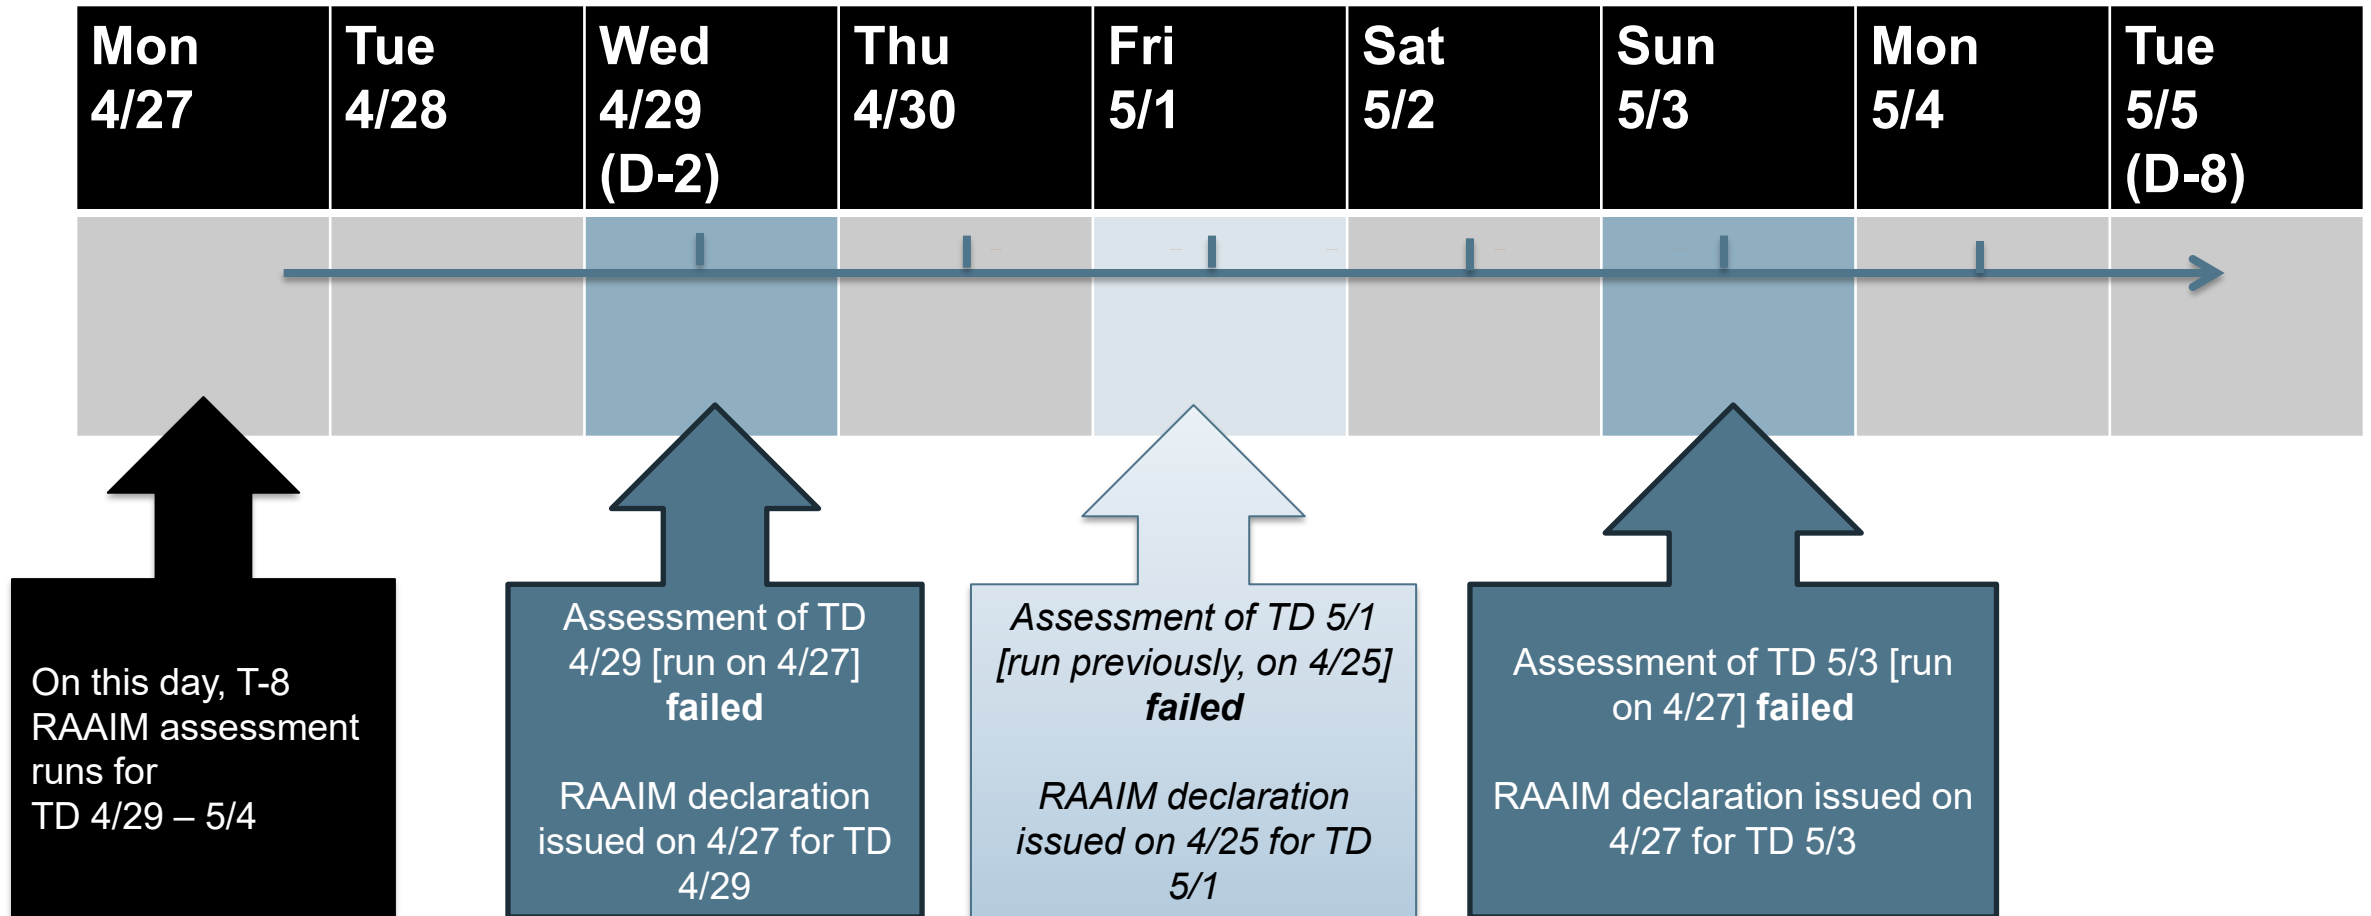 Mon
4/27
Tue
4/28
Wed
4/29
(D-2)
Thu
4/30
Fri
5/1
Sat
5/2
Sun
5/3
Mon
5/4
Tue
5/5
(D-8)
On this day, T-8
RAAIM assessment
runs for
TD 4/29 – 5/4
Assessment of TD
4/29 [run on 4/27]
failed
RAAIM declaration
issued on 4/27 for TD
4/29
Assessment of TD 5/1
[run previously, on 4/25]
failed
RAAIM declaration
issued on 4/25 for TD
5/1
Assessment of TD 5/3 [run
on 4/27] failed
RAAIM declaration issued on
4/27 for TD 5/3